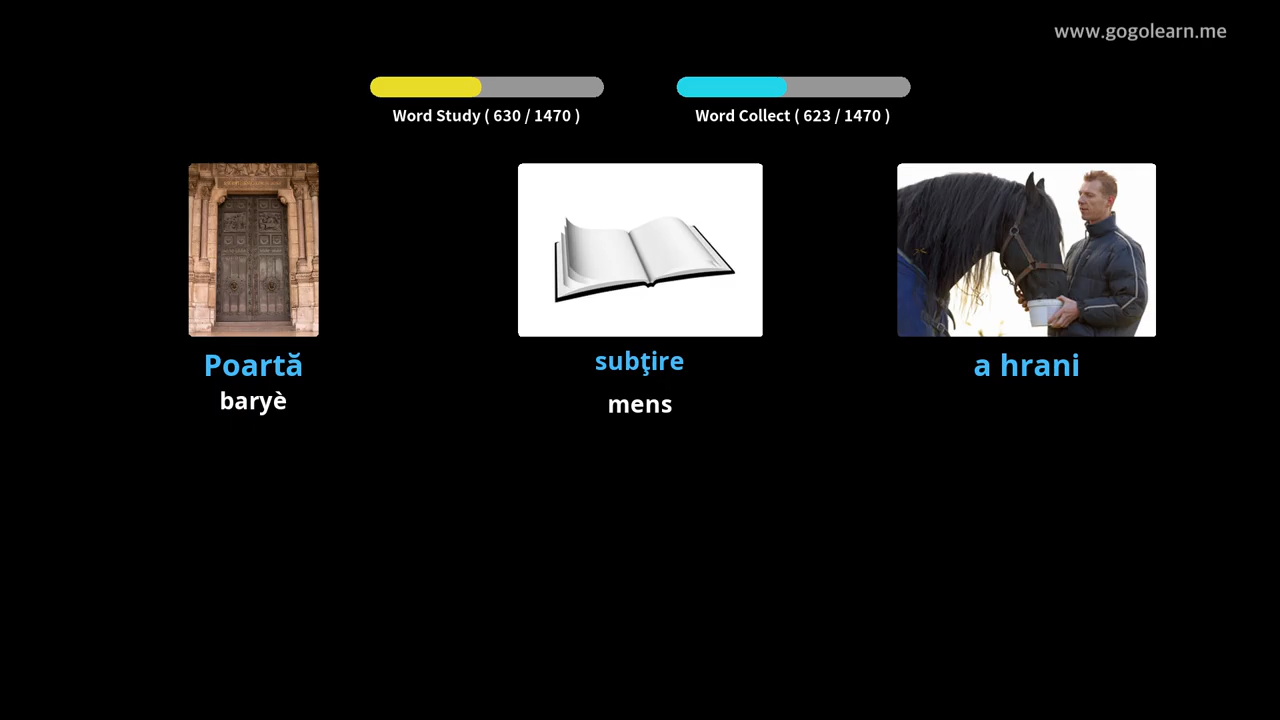 www.gogolearn.me
Word Study ( 630 / 1470 )
Word Collect ( 623 / 1470 )
Poartă
baryè
subţire
mens
a hrani